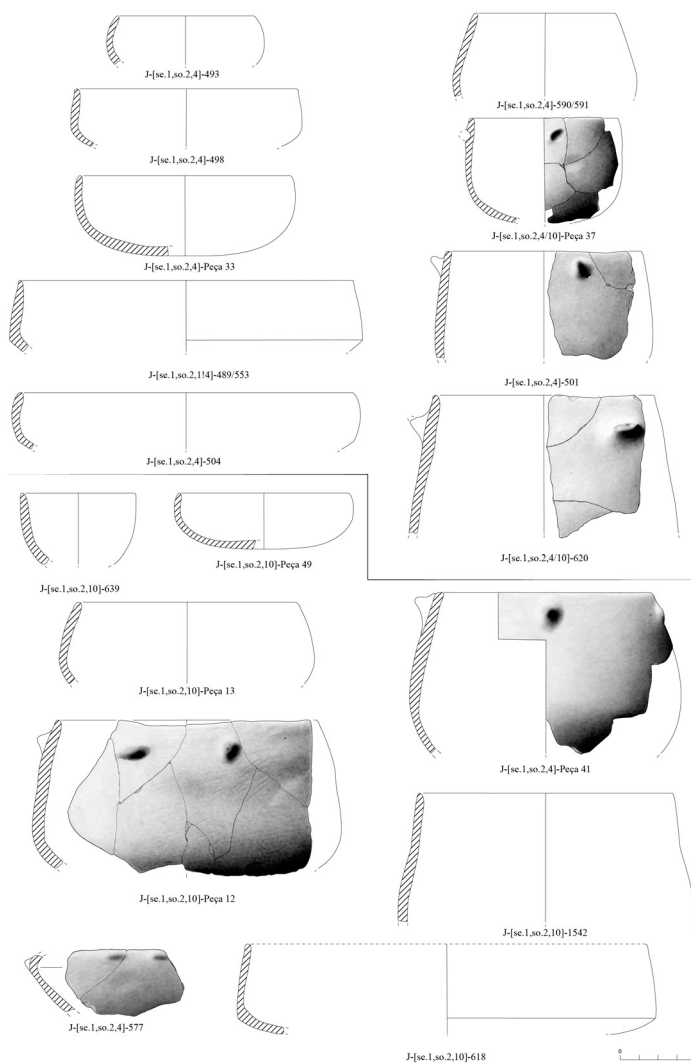 J-[se.1,so.2,4]-493
J-[se.1,so.2,4]-498
J-[se.1,so.2,4]-Peça 33
J-[se.1,so.2,1!4]-489/553
J-[se.1,so.2,4]-504
J-[se.1,so.2,4]-590/591
J-[se.1,so.2,4/10]-Peça 37
J-[se.1,so.2,4]-501
J-[se.1,so.2,4/10]-620
J-[se.1,so.2,10]-639
J-[se.1,so.2,10]-Peça 49
J-[se.1,so.2,10]-Peça 13
J-[se.1,so.2,10]-Peça 12
J-[se.1,so.2,4]-577
J-[se.1,so.2,4]-Peça 41
J-[se.1,so.2,10]-1542
J-[se.1,so.2,10]-618
0